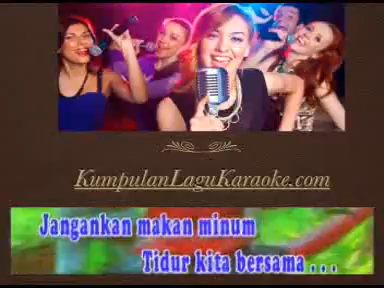 KumpulanLaguKaraoke.com
Jangankan makan minum
Tidur kita bersama . . .